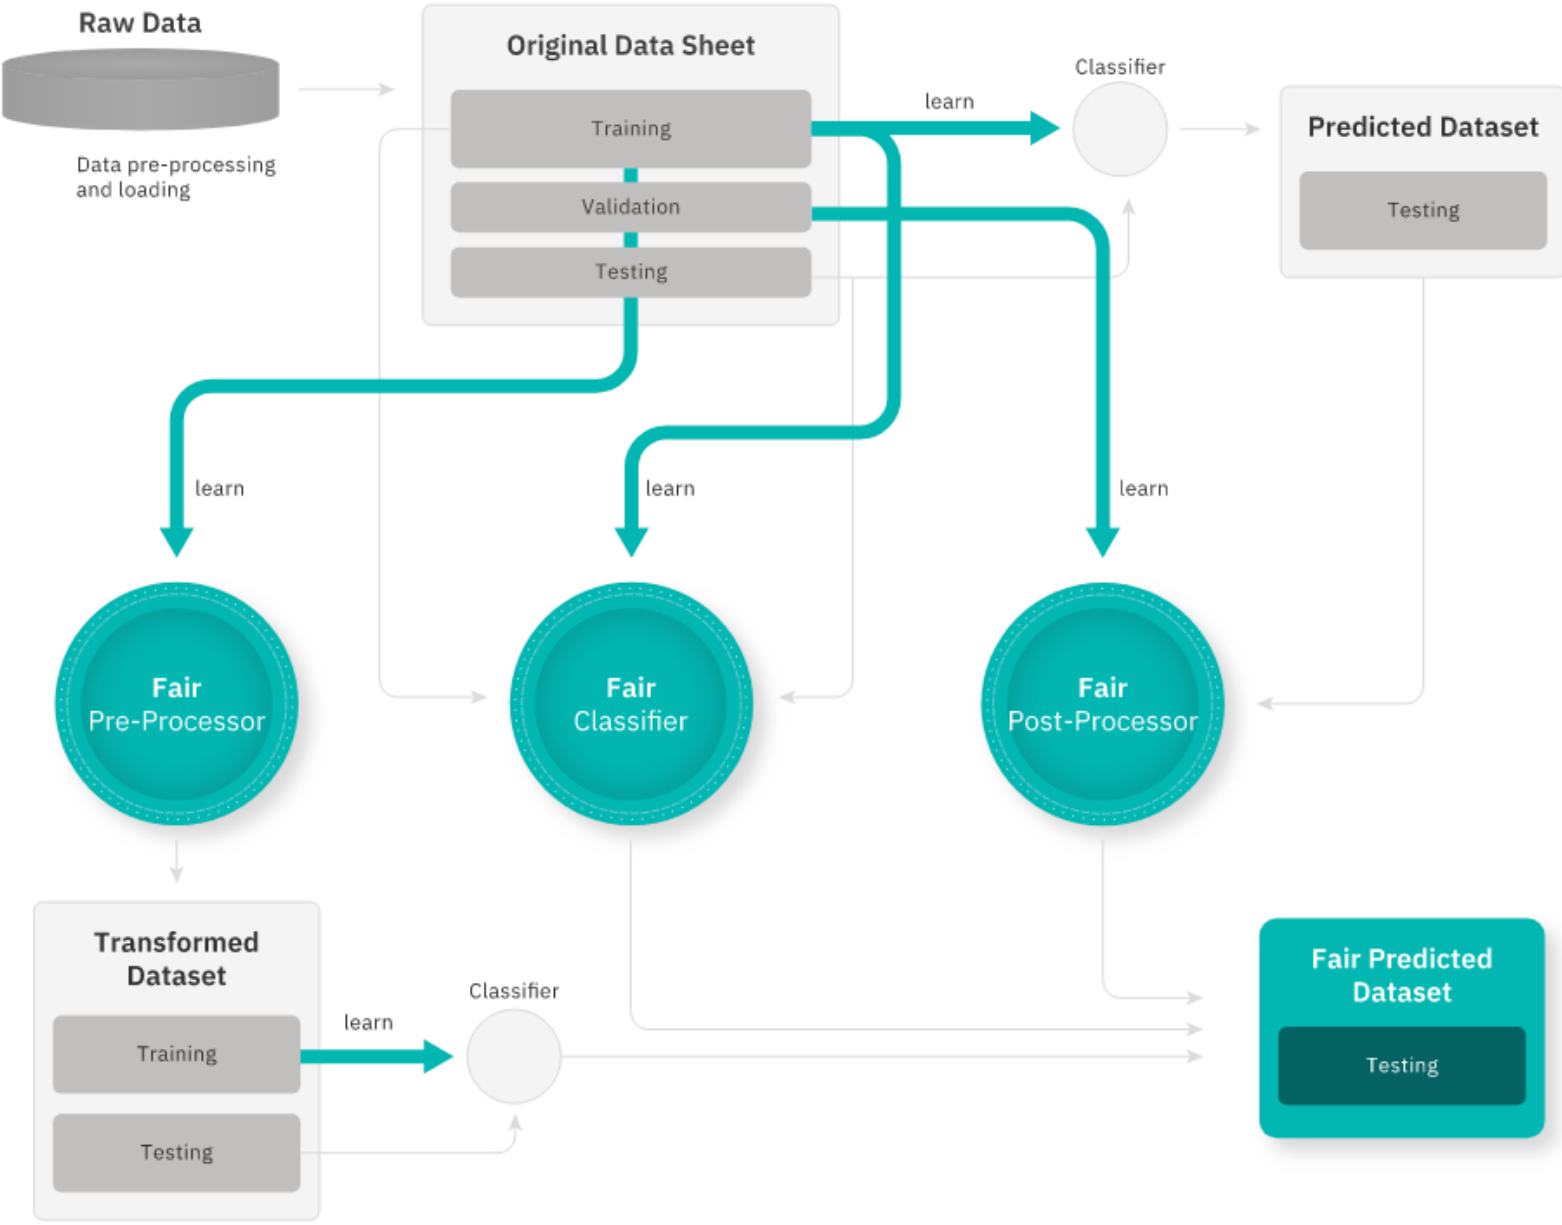 Raw Data
Data pre-processing
and loading
Original Data Sheet
Training
Validation
Testing
learn
Classifier
Predicted Dataset
Testing
learn
learn
learn
Fair
Pre-Processor
Fair
Classifier
Fair
Post-Processor
Transformed
Dataset
Training
Testing
learn
Classifier
Fair Predicted
Dataset
Testing